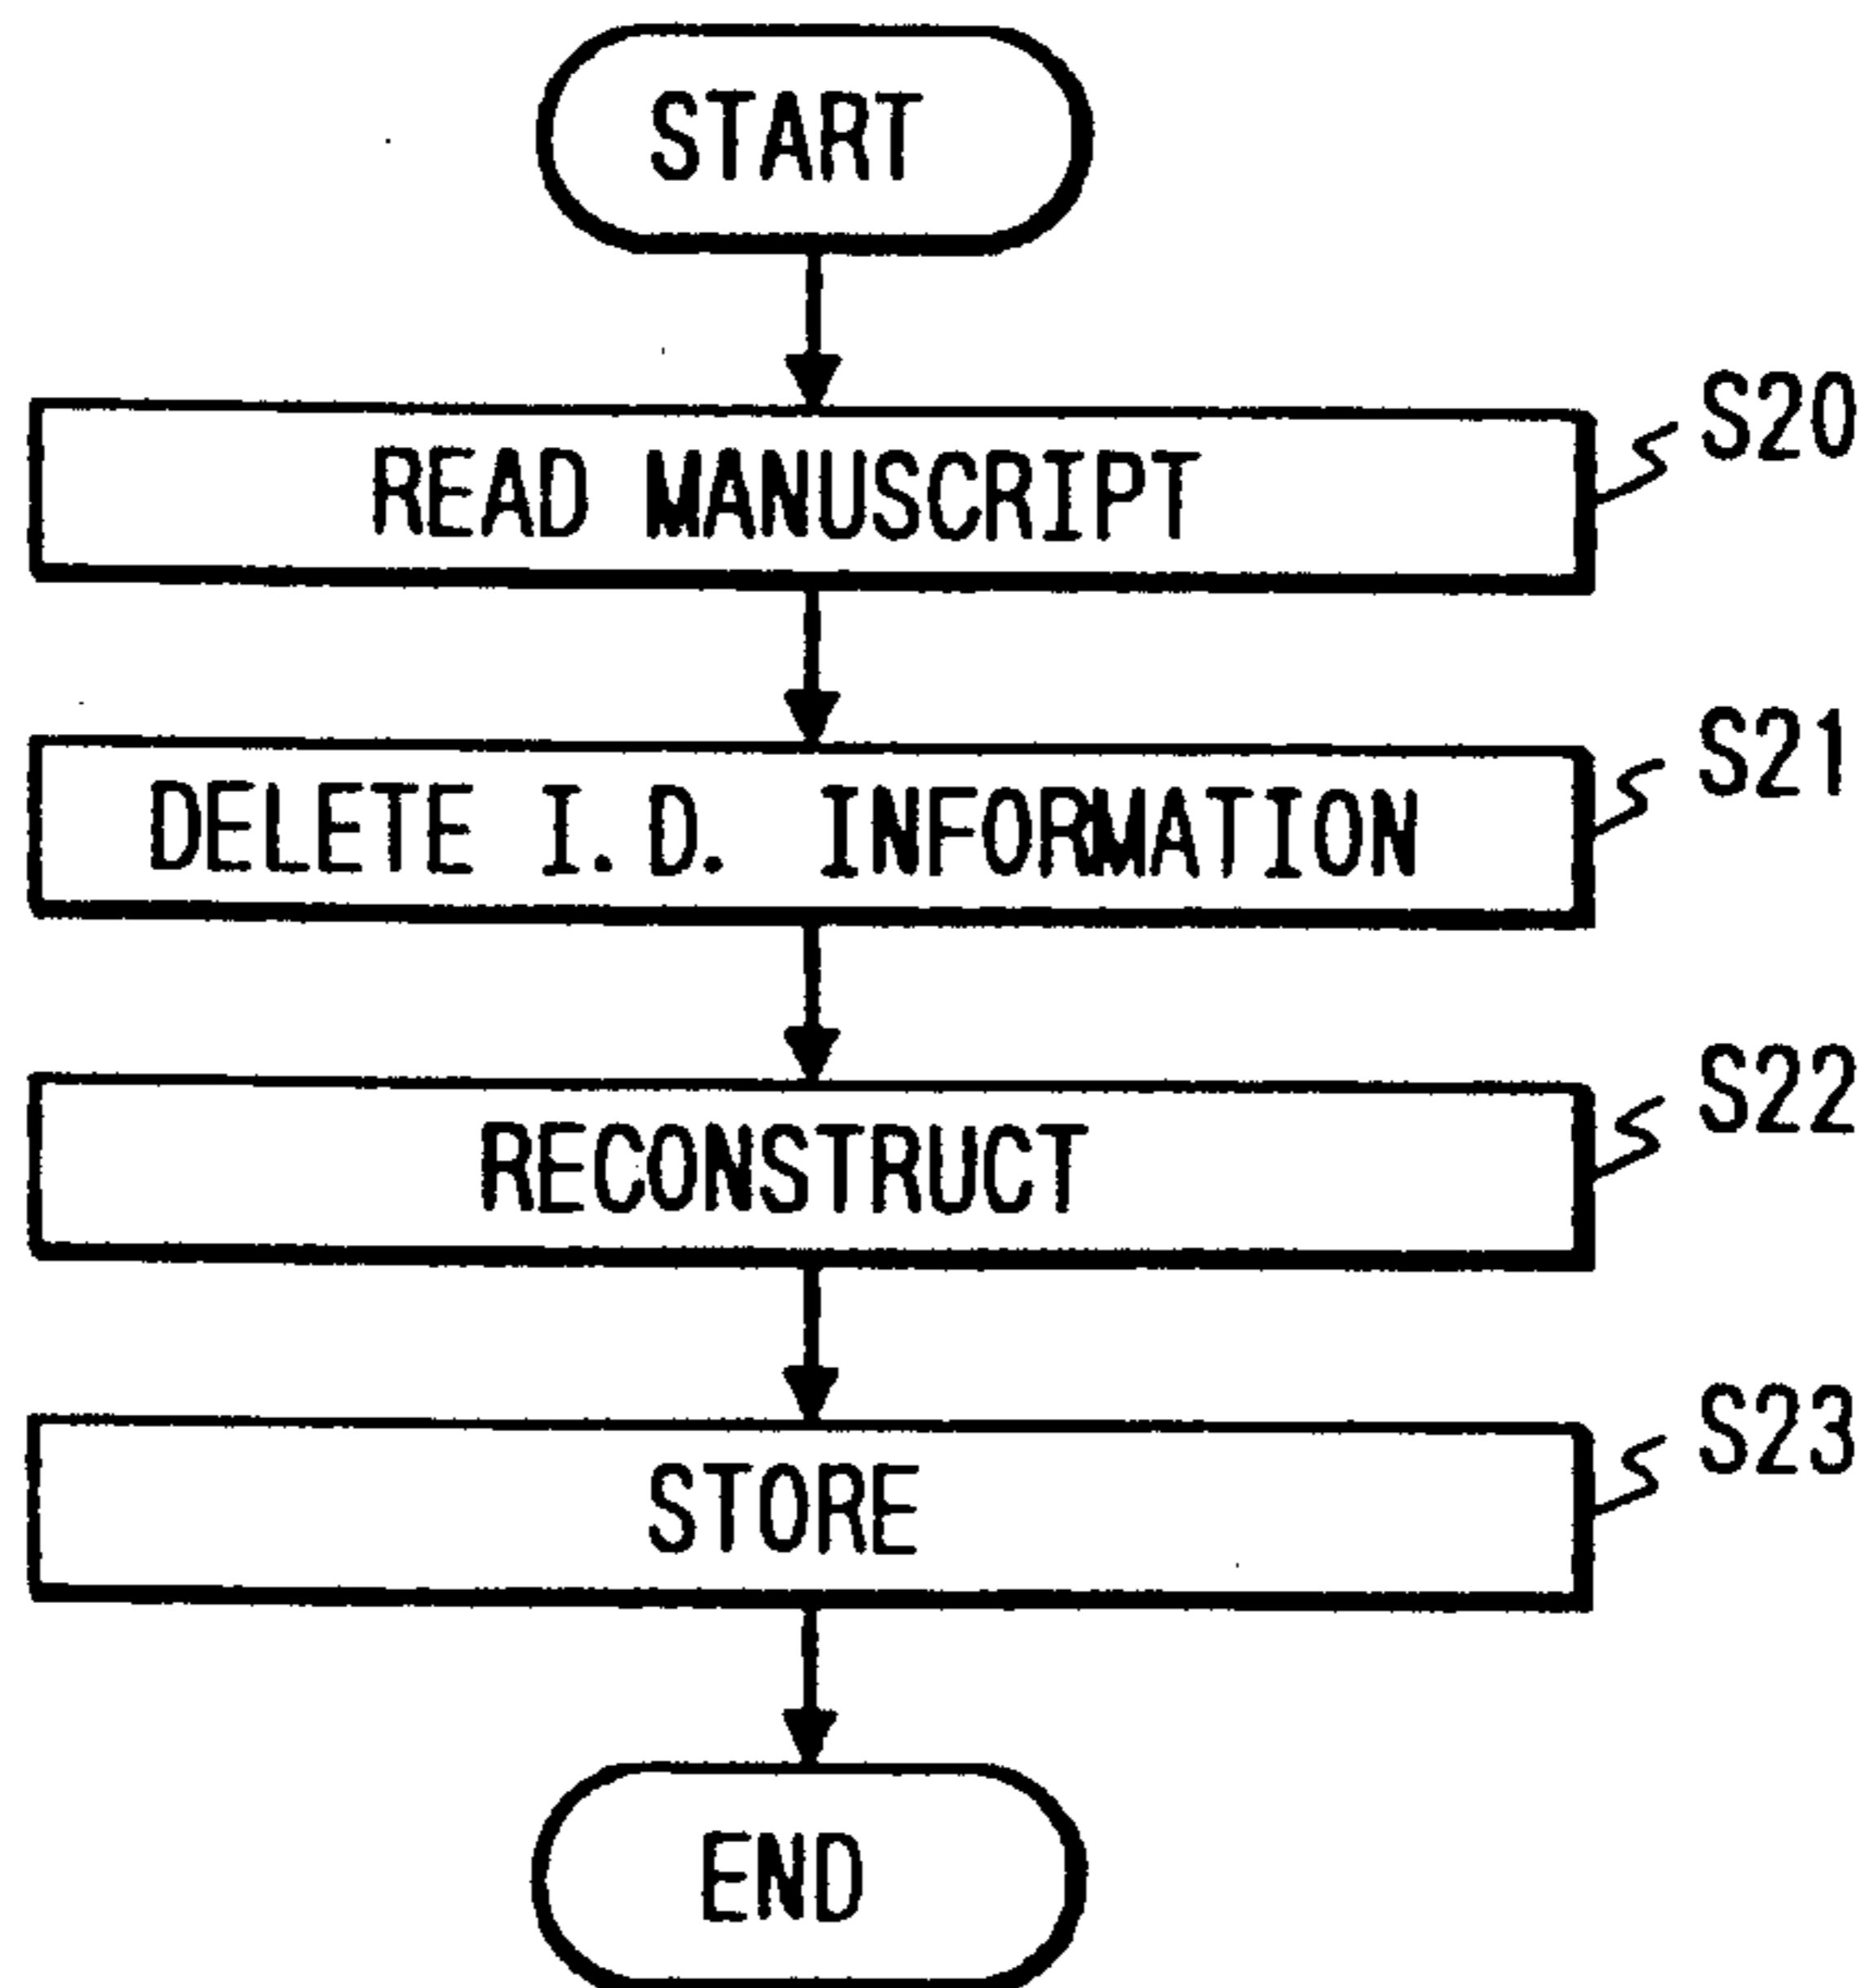 START
S20
READ MANUSCRIPT
S21
DELETE I.D. INFORMATION
S22
RECONSTRUCT
S23
STORE
END